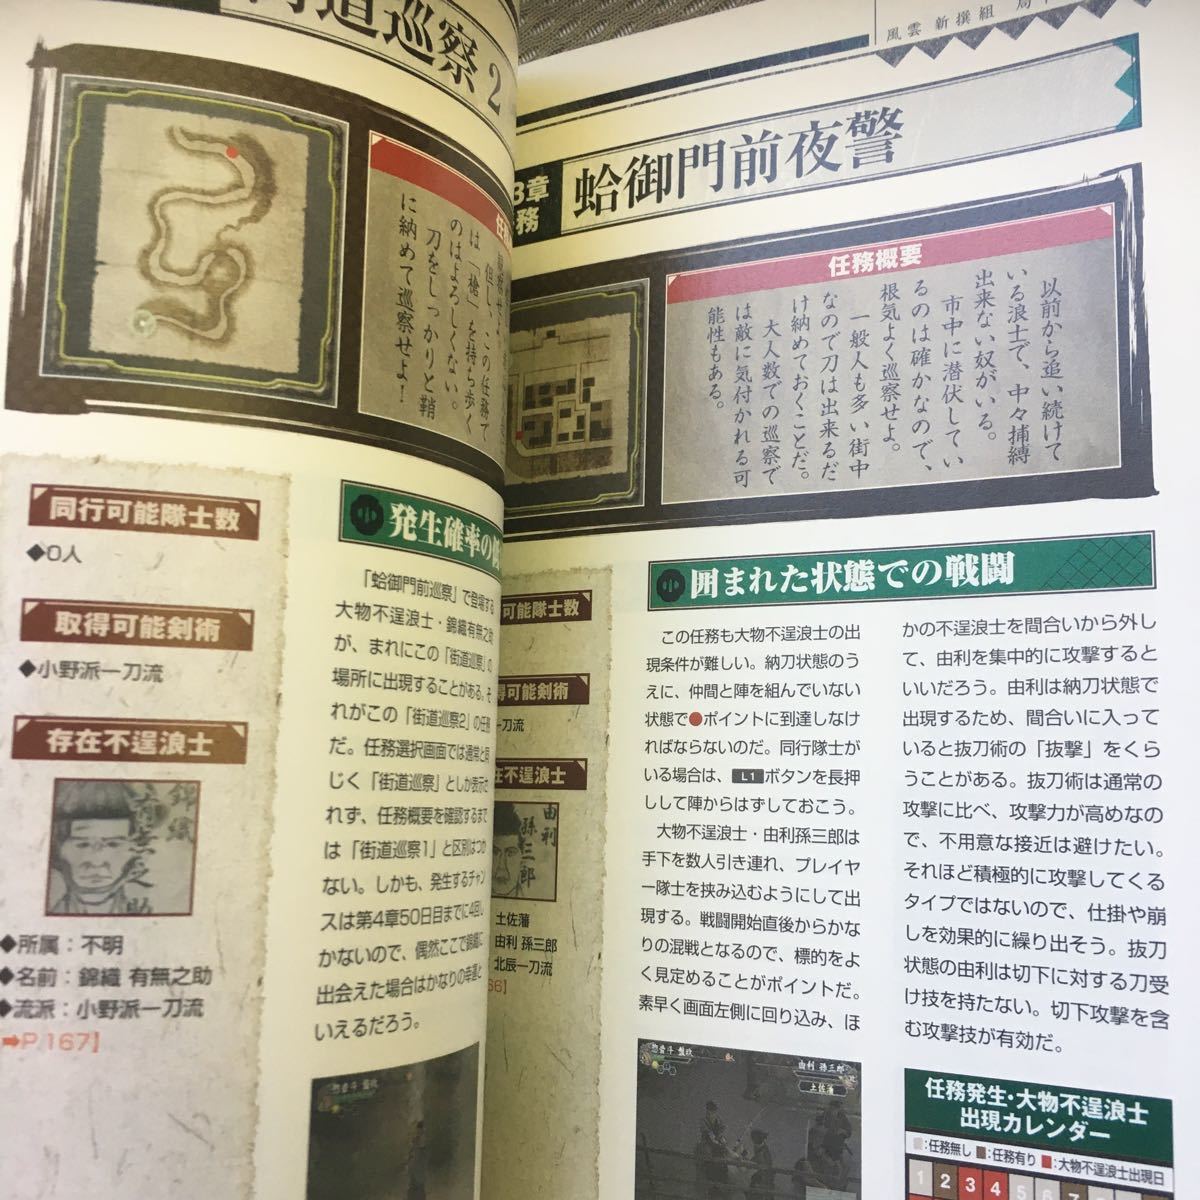 街道巡察2
は「槍」を持ち歩く
のはよろしくない。
刀をしっかりと鞘
に納めて巡察せよ！
但し、この任務で
同行可能隊士数
◆0人
取得可能剣術
◆小野派一刀流
存在不逞浪士
錦織有無之助
◆所属：不明
◆名前：錦織 有無之助
◆流派：小野派一刀流
➡P.167】
発生確率の
「蛤御門前巡察」で登場する
大物不逞浪士・錦織有無之助
が、まれにこの「街道巡察」の
場所に出現することがある。そ
れがこの「街道巡察2」の任務
だ。任務選択画面では通常と同
じく「街道巡察」としか表示さ
れず、任務概要を確認するまで
は「街道巡察1」と区別はつか
ない。しかも、発生するチャン
スは第4章50日目までに4回し
かないので、偶然ここで錦織に
出会えた場合はかなりの幸運と
いえるだろう。
風雲 新撰組
3章
務
蛤御門前夜警
任務概要
以前から追い続けて
いる浪士で、中々捕縛
出来ない奴がいる。
市中に潜伏してい
るのは確かなので、
根気よく巡察せよ。
一般人も多い街中
なので刀は出来るだ
け納めておくことだ。
大人数での巡察で
は敵に気付かれる可
能性もある。
可能隊士数
得可能剣術
一刀流
在不逞浪士
由利孫三郎
土佐藩
由利 孫三郎
北辰一刀流
66】
囲まれた状態での戦闘
この任務も大物不逞浪士の出
現条件が難しい。納刀状態のう
えに、仲間と陣を組んでいない
状態で●ポイントに到達しなけ
ればならないのだ。同行隊士が
いる場合は、L1ボタンを長押
しして陣からはずしておこう。
大物不逞浪士・由利孫三郎は
手下を数人引き連れ、プレイヤ
ー隊士を挟み込むようにして出
現する。戦闘開始直後からかな
りの混戦となるので、標的をよ
く見定めることがポイントだ。
素早く画面左側に回り込み、ほ
かの不逞浪士を間合いから外し
て、由利を集中的に攻撃すると
いいだろう。由利は納刀状態で
出現するため、間合いに入って
いると抜刀術の「抜撃」をくら
うことがある。抜刀術は通常の
攻撃に比べ、攻撃力が高めなの
で、不用意な接近は避けたい。
それほど積極的に攻撃してくる
タイプではないので、仕掛や崩
しを効果的に繰り出そう。抜刀
状態の由利は切下に対する刀受
け技を持たない。切下攻撃を含
む攻撃技が有効だ。
由利 孫三郎
土佐藩
任務発生・大物不逞浪士
出現カレンダー
：任務無し ：任務有り ：大物不逞浪士出現日
1 2 3 4 5